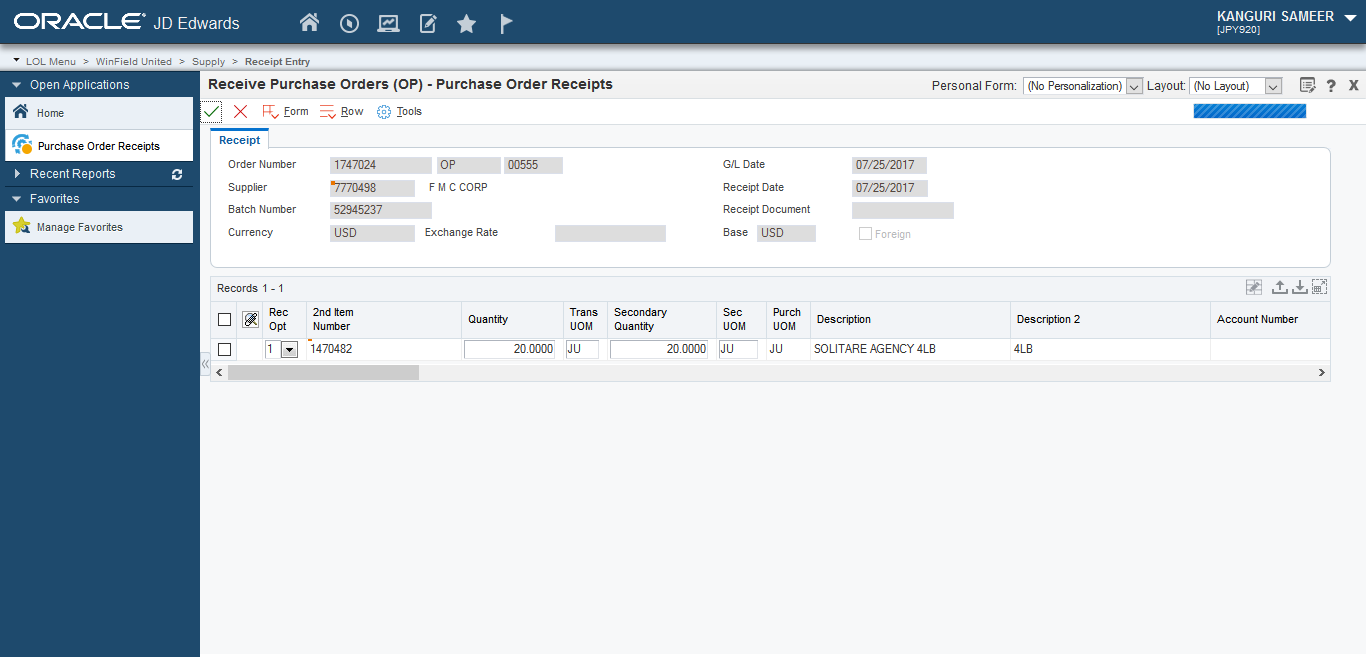 ORACLE JD Edwards
KANGURI SAMEER
[JPY920]
LOL Menu > WinField United > Supply > Receipt Entry
Open Applications
Home
Purchase Order Receipts
Recent Reports
Favorites
Manage Favorites
Receive Purchase Orders (OP) - Purchase Order Receipts
Personal Form: (No Personalization) Layout: (No Layout) ? X
Form Row Tools
Receipt
Order Number 1747024 OP 00555 G/L Date 07/25/2017
Supplier 7770498 F M C CORP Receipt Date 07/25/2017
Batch Number 52945237 Receipt Document
Currency USD Exchange Rate Base USD Foreign
Records 1 - 1
Rec Opt 2nd Item Number Quantity Trans UOM Secondary Quantity Sec UOM Purch UOM Description Description 2 Account Number
1 1470482 20.0000 JU 20.0000 JU JU SOLITARE AGENCY 4LB 4LB